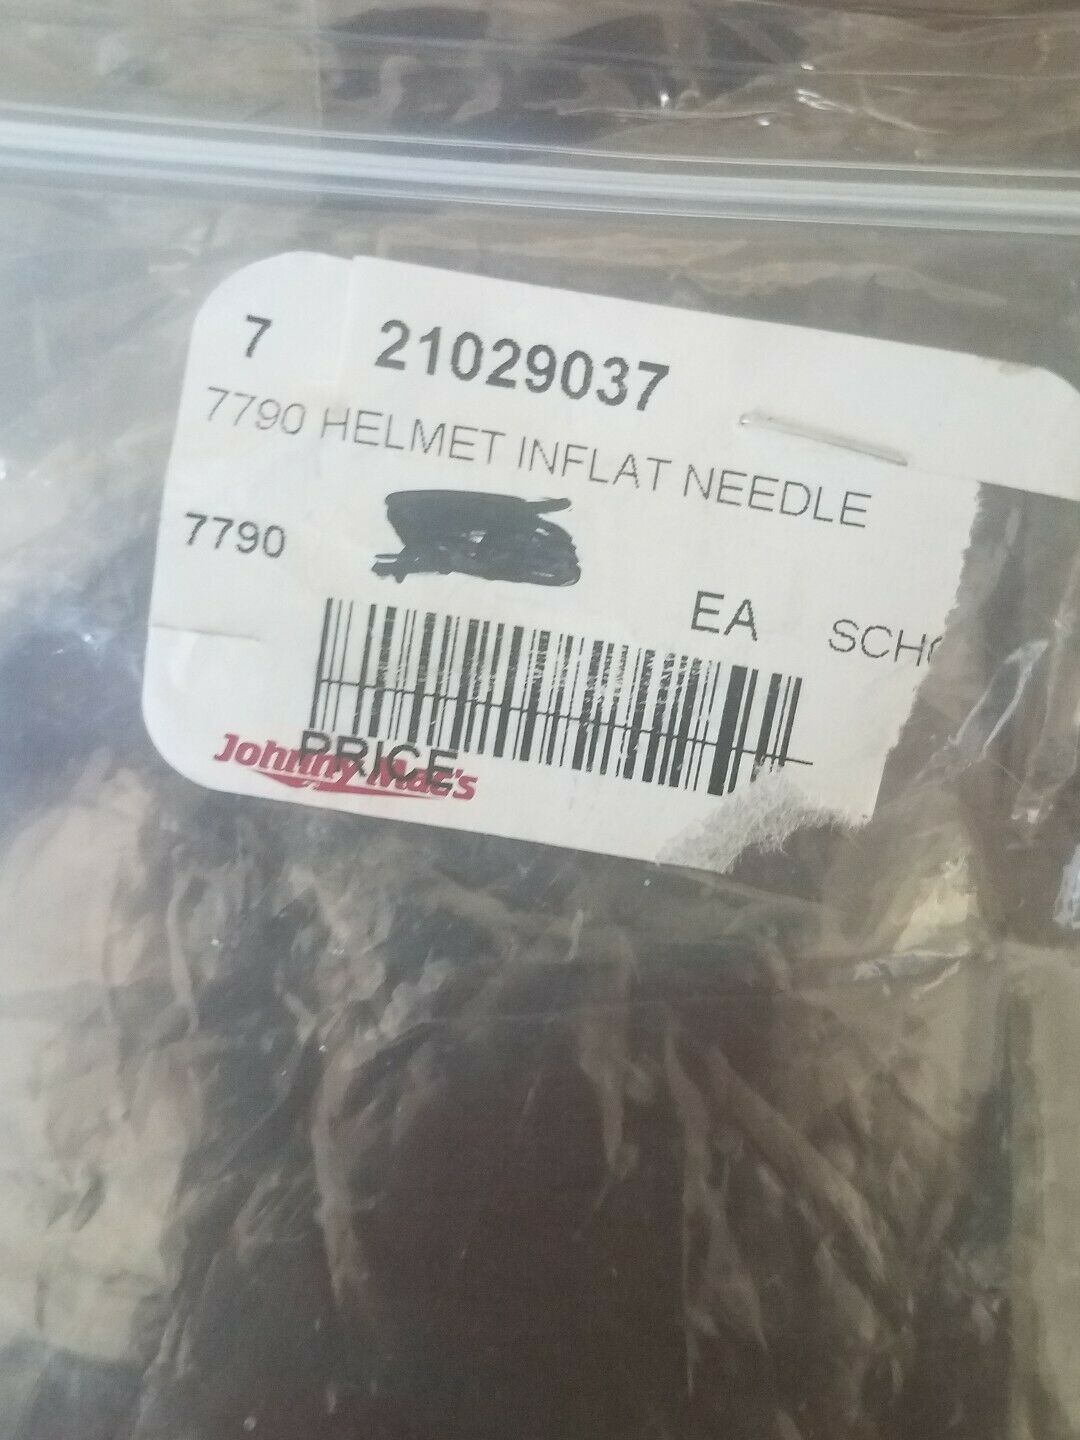 7 21029037
7790 HELMET INFLAT NEEDLE
7790
EA
PRICE
Johnny Mac's